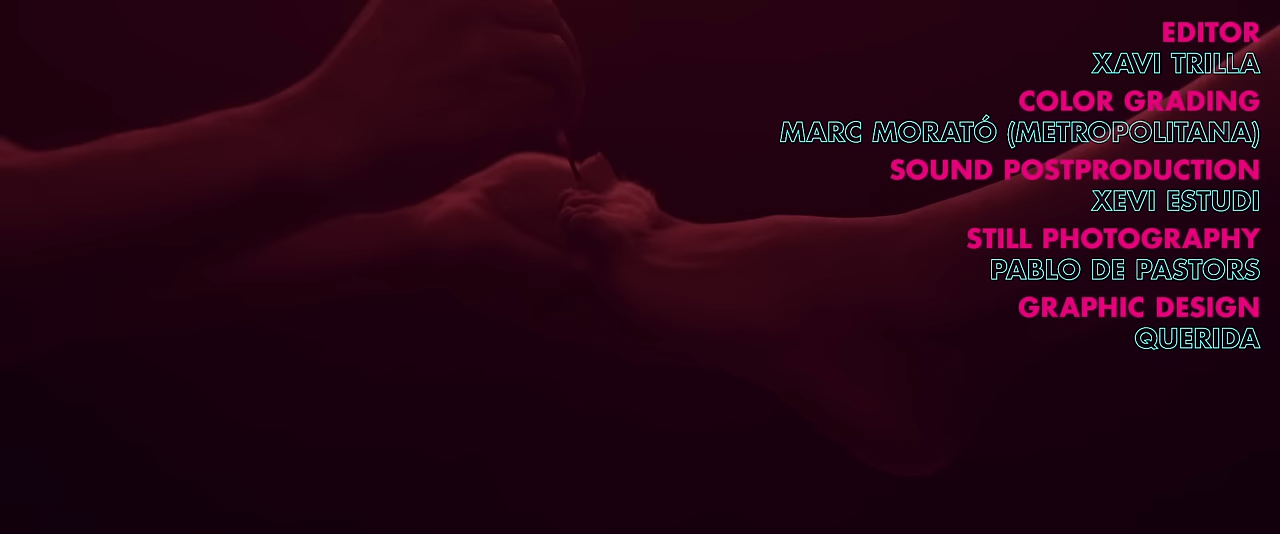 EDITOR
XAVI TRILLA
COLOR GRADING
MARC MORATÓ (METROPOLITANA)
SOUND POSTPRODUCTION
XEVI ESTUDI
STILL PHOTOGRAPHY
PABLO DE PASTORS
GRAPHIC DESIGN
QUERIDA